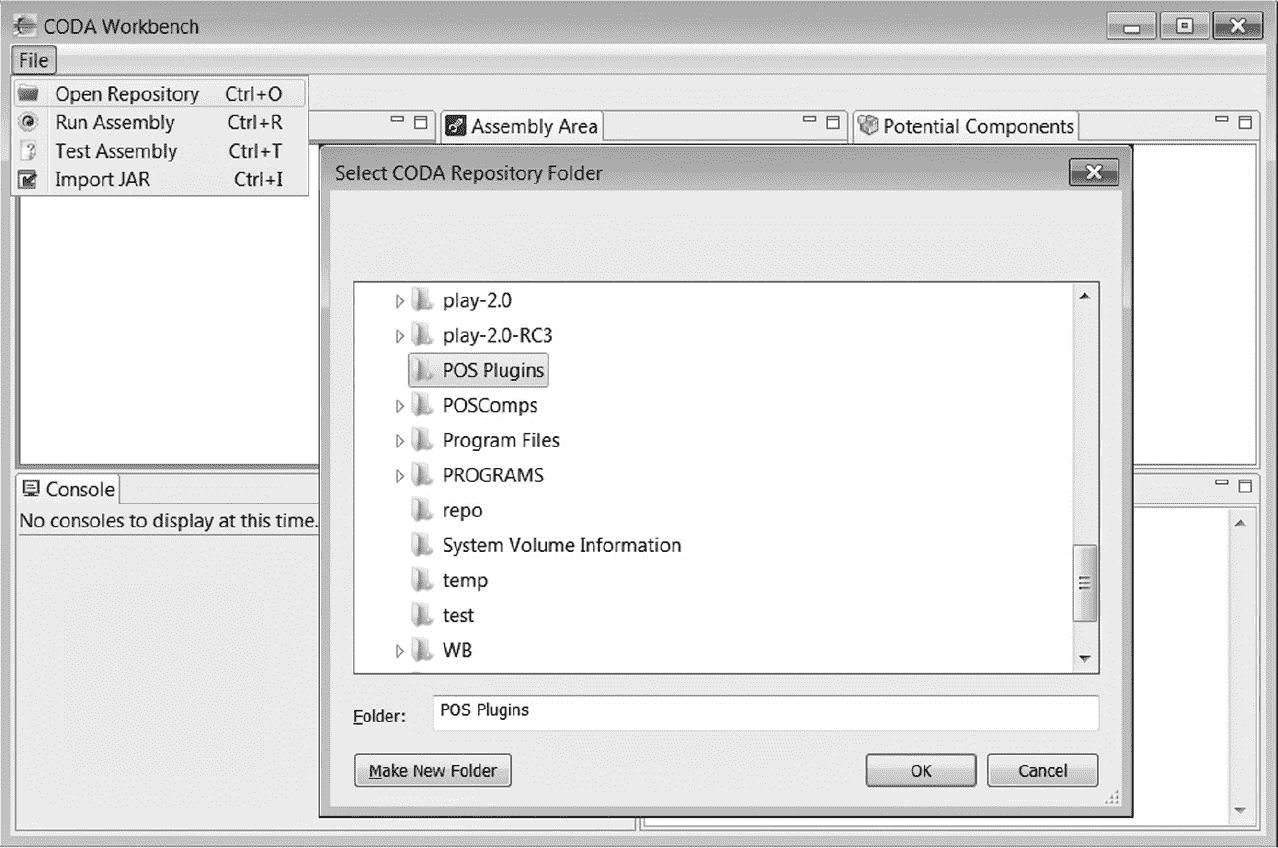 CODA Workbench
File
Open Repository Ctrl+O
Run Assembly Ctrl+R
Test Assembly Ctrl+T
Import JAR Ctrl+I
Assembly Area
Potential Components
Select CODA Repository Folder
play-2.0
play-2.0-RC3
POS Plugins
POSComps
Program Files
PROGRAMS
repo
System Volume Information
temp
test
WB
Console
No consoles to display at this time.
Folder: POS Plugins
Make New Folder OK Cancel